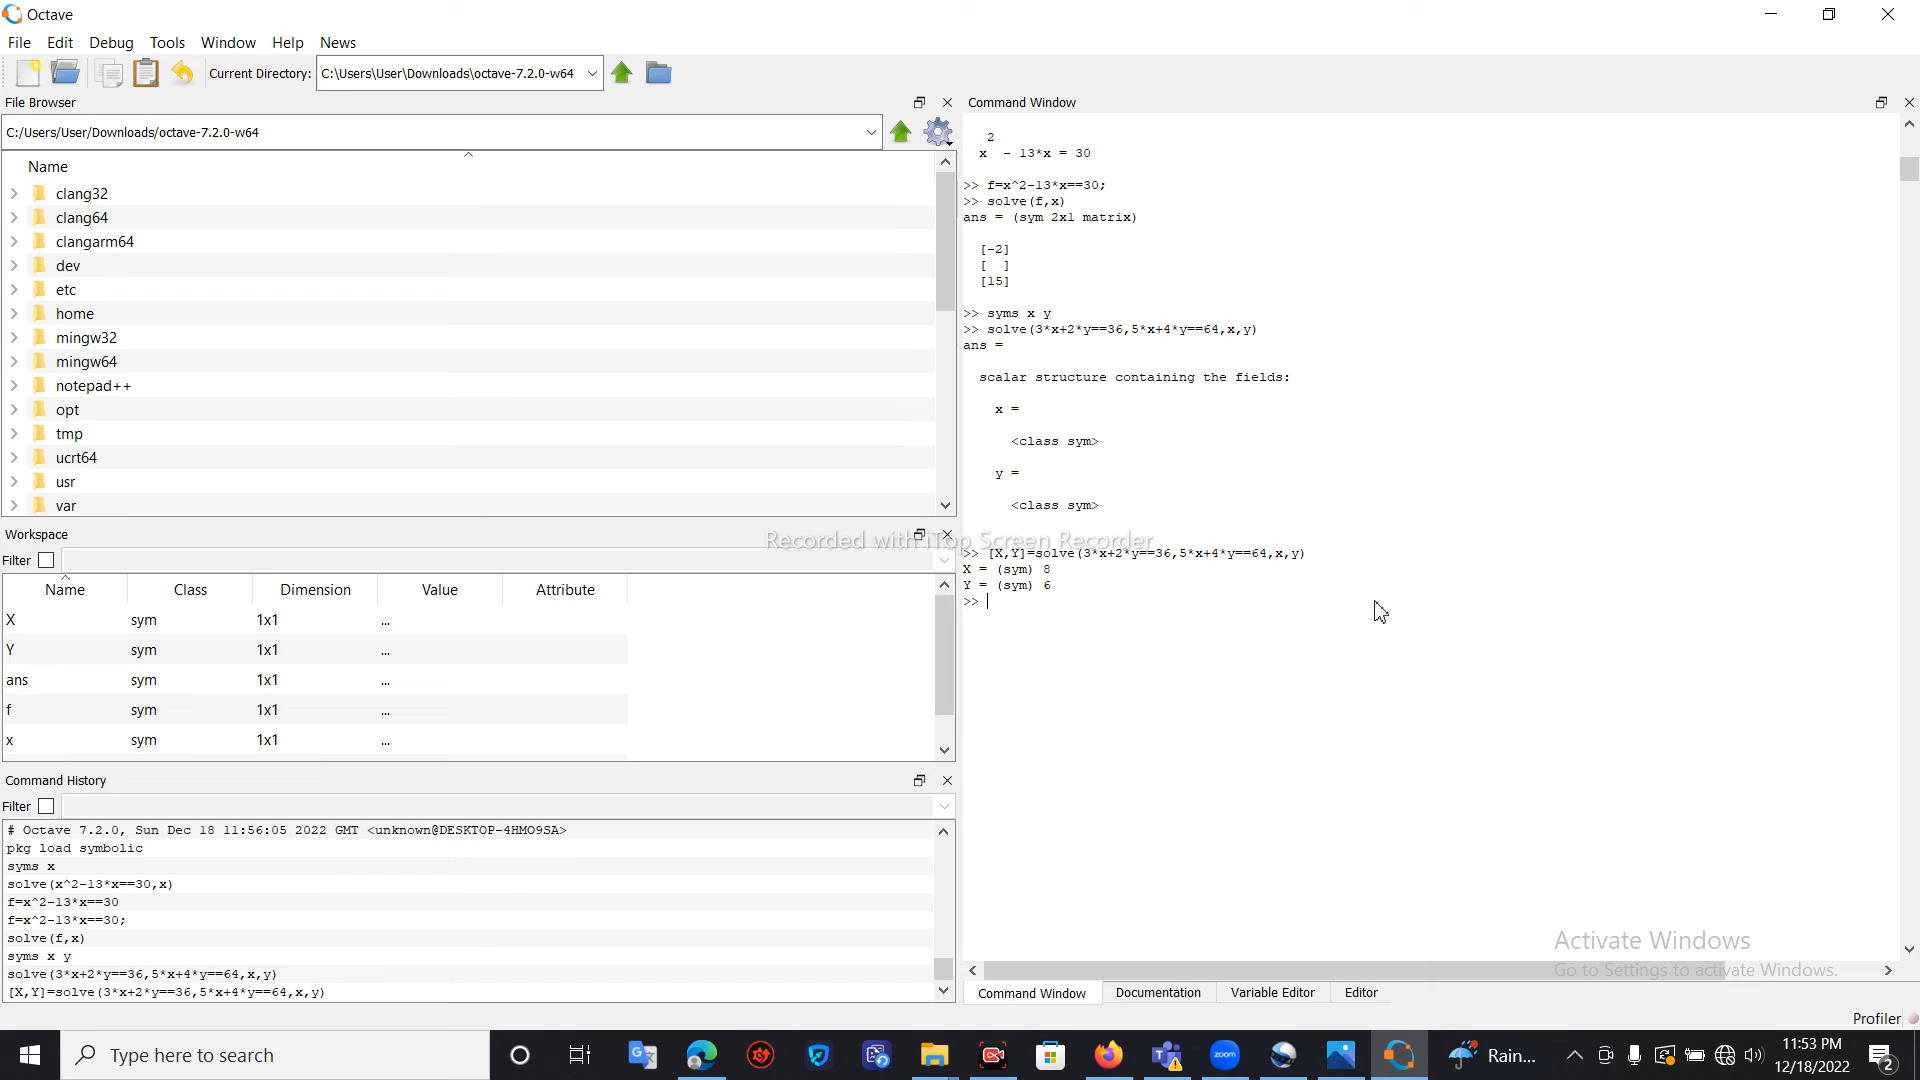 Octave
File Edit Debug Tools Window Help News
Current Directory: C:\Users\User\Downloads\octave-7.2.0-w64
File Browser
C:/Users/User/Downloads/octave-7.2.0-w64
Name
clang32
clang64
clangarm64
dev
etc
home
mingw32
mingw64
notepad++
opt
tmp
ucrt64
usr
var
Workspace
Filter
Name Class Dimension Value Attribute
X sym 1x1 ...
Y sym 1x1 ...
ans sym 1x1 ...
f sym 1x1 ...
x sym 1x1 ...
Command History
Filter
# Octave 7.2.0, Sun Dec 18 11:56:05 2022 GMT <unknown@DESKTOP-4HMO9SA>
pkg load symbolic
syms x
solve(x^2-13*x==30,x)
f=x^2-13*x==30
f=x^2-13*x==30;
solve(f,x)
syms x y
solve(3*x+2*y==36,5*x+4*y==64,x,y)
[X,Y]=solve(3*x+2*y==36,5*x+4*y==64,x,y)
Command Window
2
x - 13*x = 30
>> f=x^2-13*x==30;
>> solve(f,x)
ans = (sym 2x1 matrix)
[-2]
[ ]
[15]
>> syms x y
>> solve(3*x+2*y==36,5*x+4*y==64,x,y)
ans =
scalar structure containing the fields:
x =
<class sym>
y =
<class sym>
Recorded with iTop Screen Recorder
>> [X,Y]=solve(3*x+2*y==36,5*x+4*y==64,x,y)
X = (sym) 8
Y = (sym) 6
>>
Activate Windows
Go to Settings to activate Windows.
Command Window Documentation Variable Editor Editor
Profiler
Type here to search
zoom
Rain...
11:53 PM
12/18/2022
2